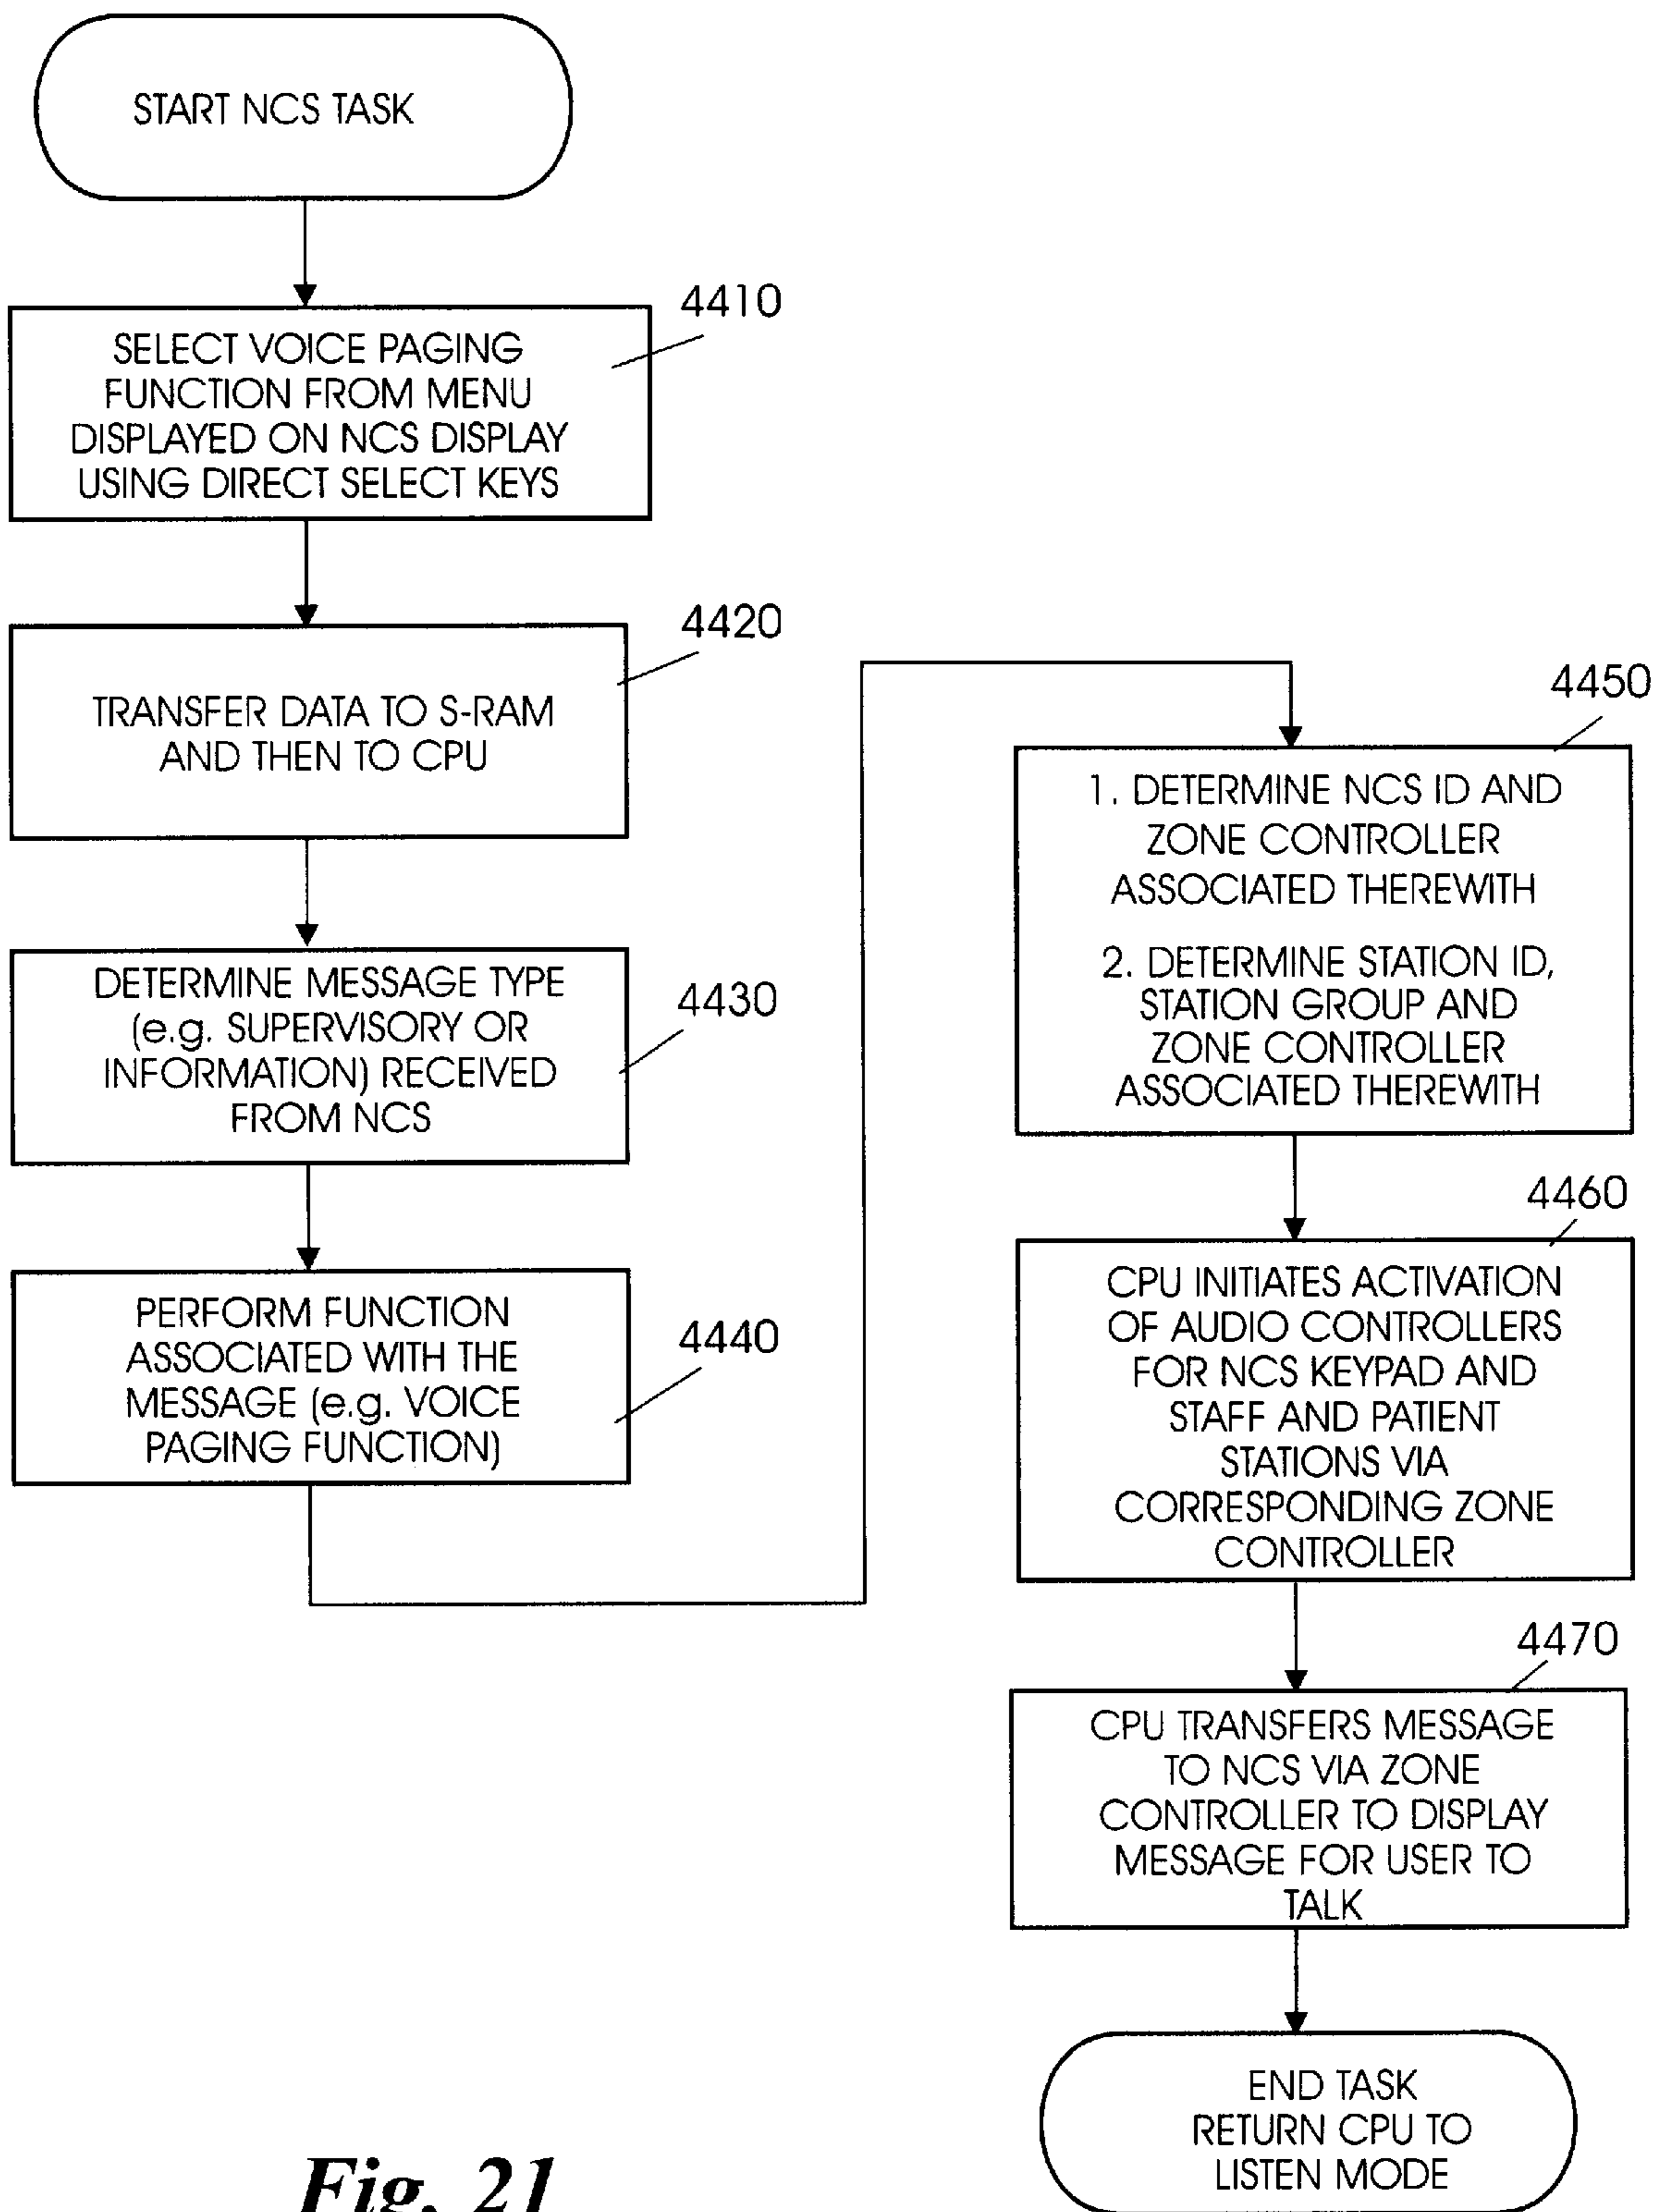 START NCS TASK
4410
SELECT VOICE PAGING
FUNCTION FROM MENU
DISPLAYED ON NCS DISPLAY
USING DIRECT SELECT KEYS
4420
TRANSFER DATA TO S-RAM
AND THEN TO CPU
4430
DETERMINE MESSAGE TYPE
(e.g. SUPERVISORY OR
INFORMATION) RECEIVED
FROM NCS
4440
PERFORM FUNCTION
ASSOCIATED WITH THE
MESSAGE (e.g. VOICE
PAGING FUNCTION)
4450
1. DETERMINE NCS ID AND
ZONE CONTROLLER
ASSOCIATED THEREWITH
2. DETERMINE STATION ID,
STATION GROUP AND
ZONE CONTROLLER
ASSOCIATED THEREWITH
4460
CPU INITIATES ACTIVATION
OF AUDIO CONTROLLERS
FOR NCS KEYPAD AND
STAFF AND PATIENT
STATIONS VIA
CORRESPONDING ZONE
CONTROLLER
4470
CPU TRANSFERS MESSAGE
TO NCS VIA ZONE
CONTROLLER TO DISPLAY
MESSAGE FOR USER TO
TALK
END TASK
RETURN CPU TO
LISTEN MODE
Fig. 21